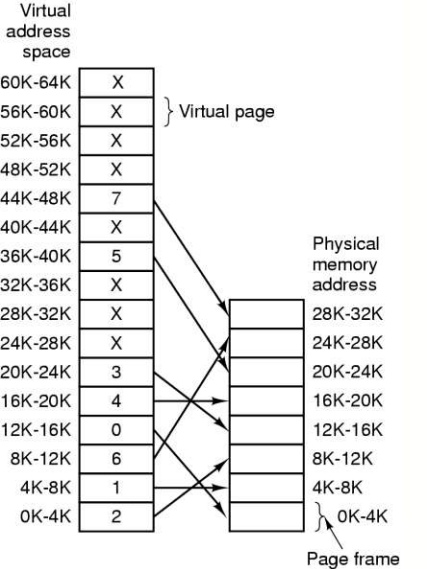 Virtual
address
space
60K-64K X
56K-60K X Virtual page
52K-56K X
48K-52K X
44K-48K 7
40K-44K X
36K-40K 5
32K-36K X
28K-32K X
24K-28K X
20K-24K 3
16K-20K 4
12K-16K 0
8K-12K 6
4K-8K 1
0K-4K 2
Physical
memory
address
28K-32K
24K-28K
20K-24K
16K-20K
12K-16K
8K-12K
4K-8K
0K-4K
Page frame